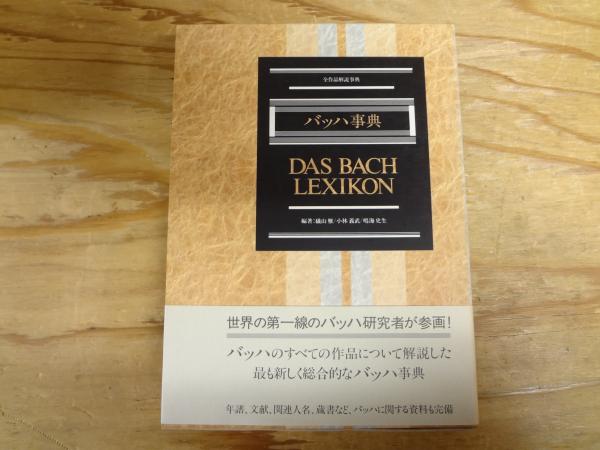 全作品解説事典
バッハ事典
DAS BACH
LEXIKON
編著:磯山 雅/小林 義武/鳴海 史生
世界の第一線のバッハ研究者が参画!
バッハのすべての作品について解説した
最も新しく総合的なバッハ事典
年譜、文献、関連人名、蔵書など、バッハに関する資料も完備